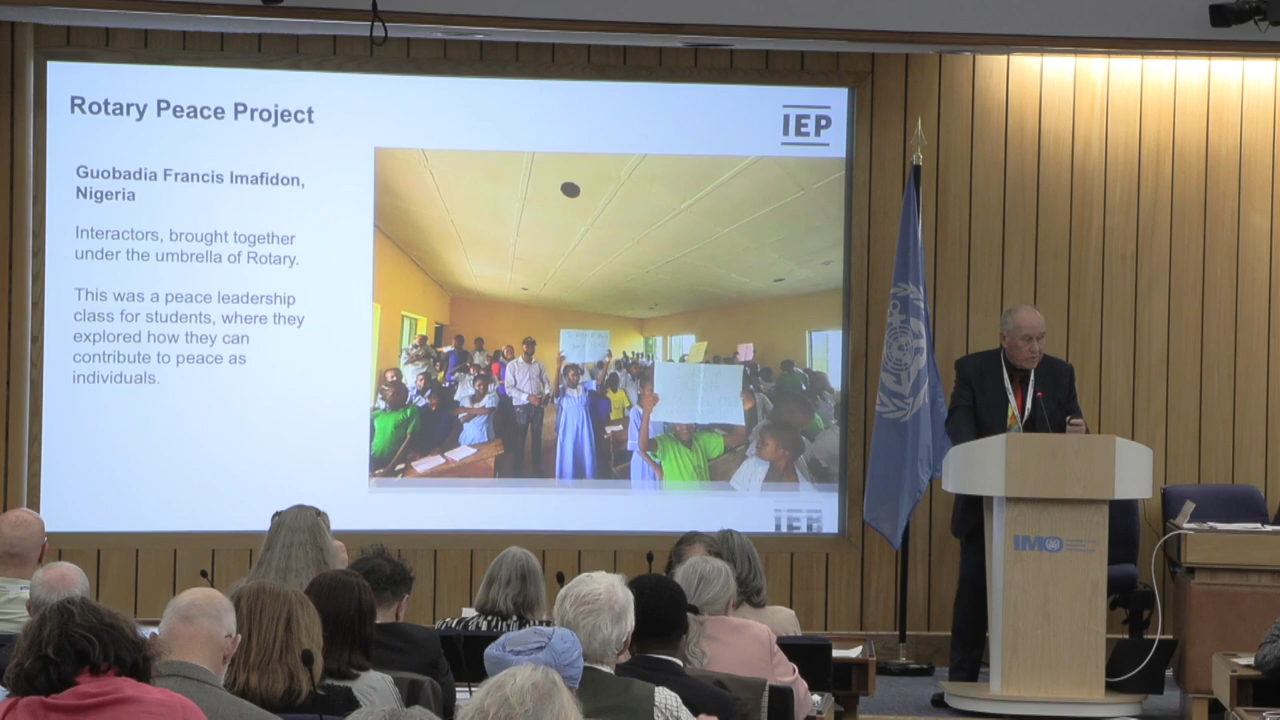 Rotary Peace Project
IEP
Guobadia Francis Imafidon,
Nigeria
Interactors, brought together
under the umbrella of Rotary.
This was a peace leadership
class for students, where they
explored how they can
contribute to peace as
individuals.
IMO